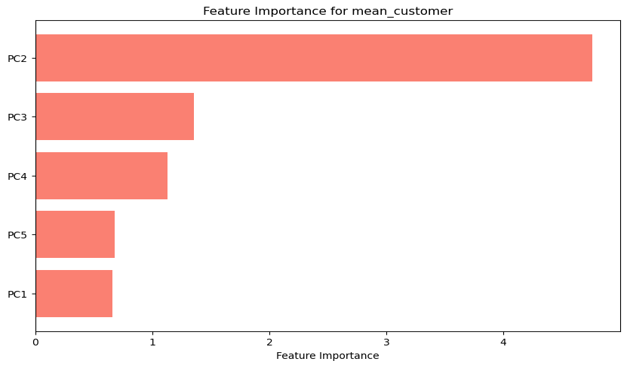 Feature Importance for mean_customer
PC2
PC3
PC4
PC5
PC1
0 1 2 3 4
Feature Importance